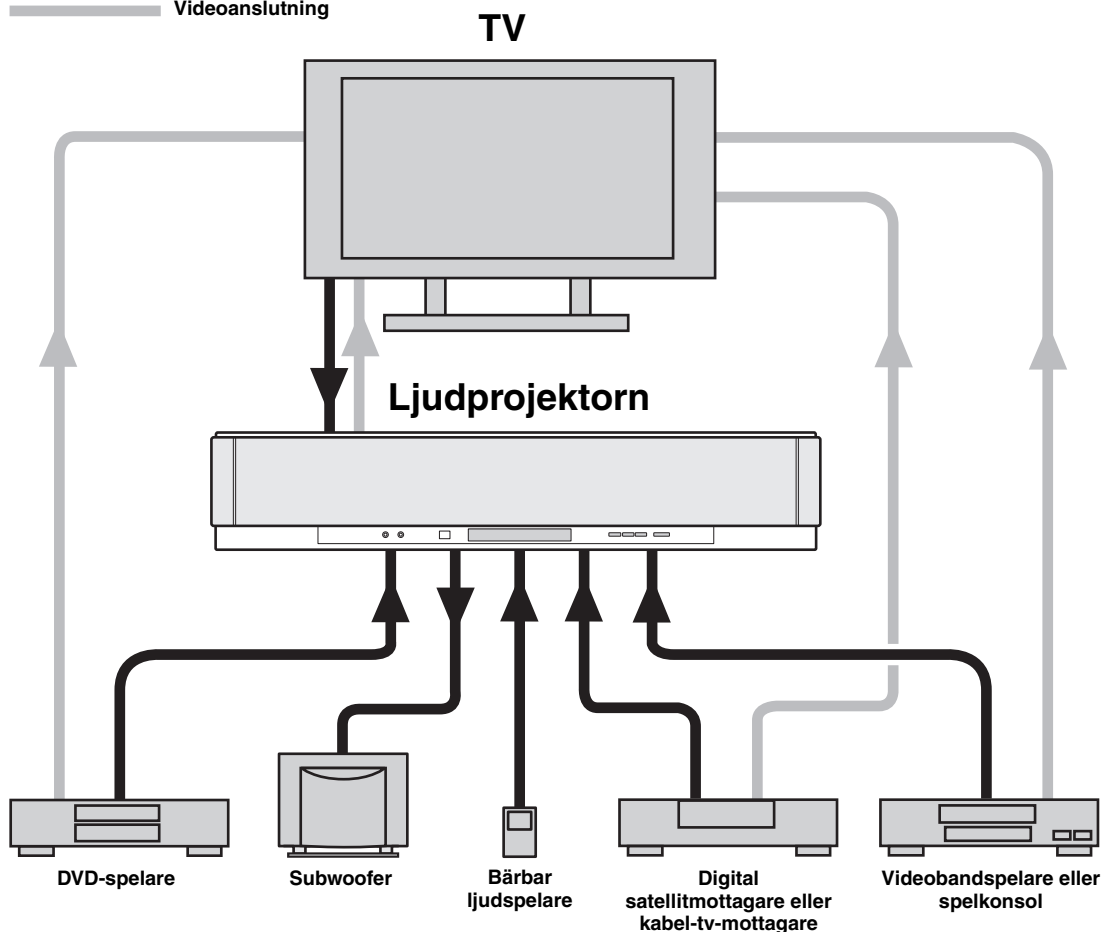 Videoanslutning
TV
Ljudprojektorn
DVD-spelare
Subwoofer
Bärbar
ljudspelare
Digital
satellitmottagare eller
kabel-tv-mottagare
Videobandspelare eller
spelkonsol